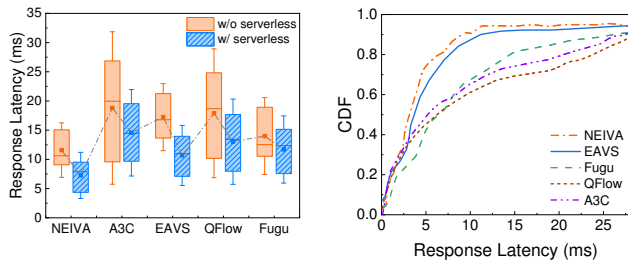 Response Latency (ms)
35
30
25
20
15
10
5
0
w/o serverless
w/ serverless
NEIVA A3C EAVS QFlow Fugu
CDF
1.0
0.8
0.6
0.4
0.2
0.0
NEIVA
EAVS
Fugu
QFlow
A3C
0 5 10 15 20 25
Response Latency (ms)